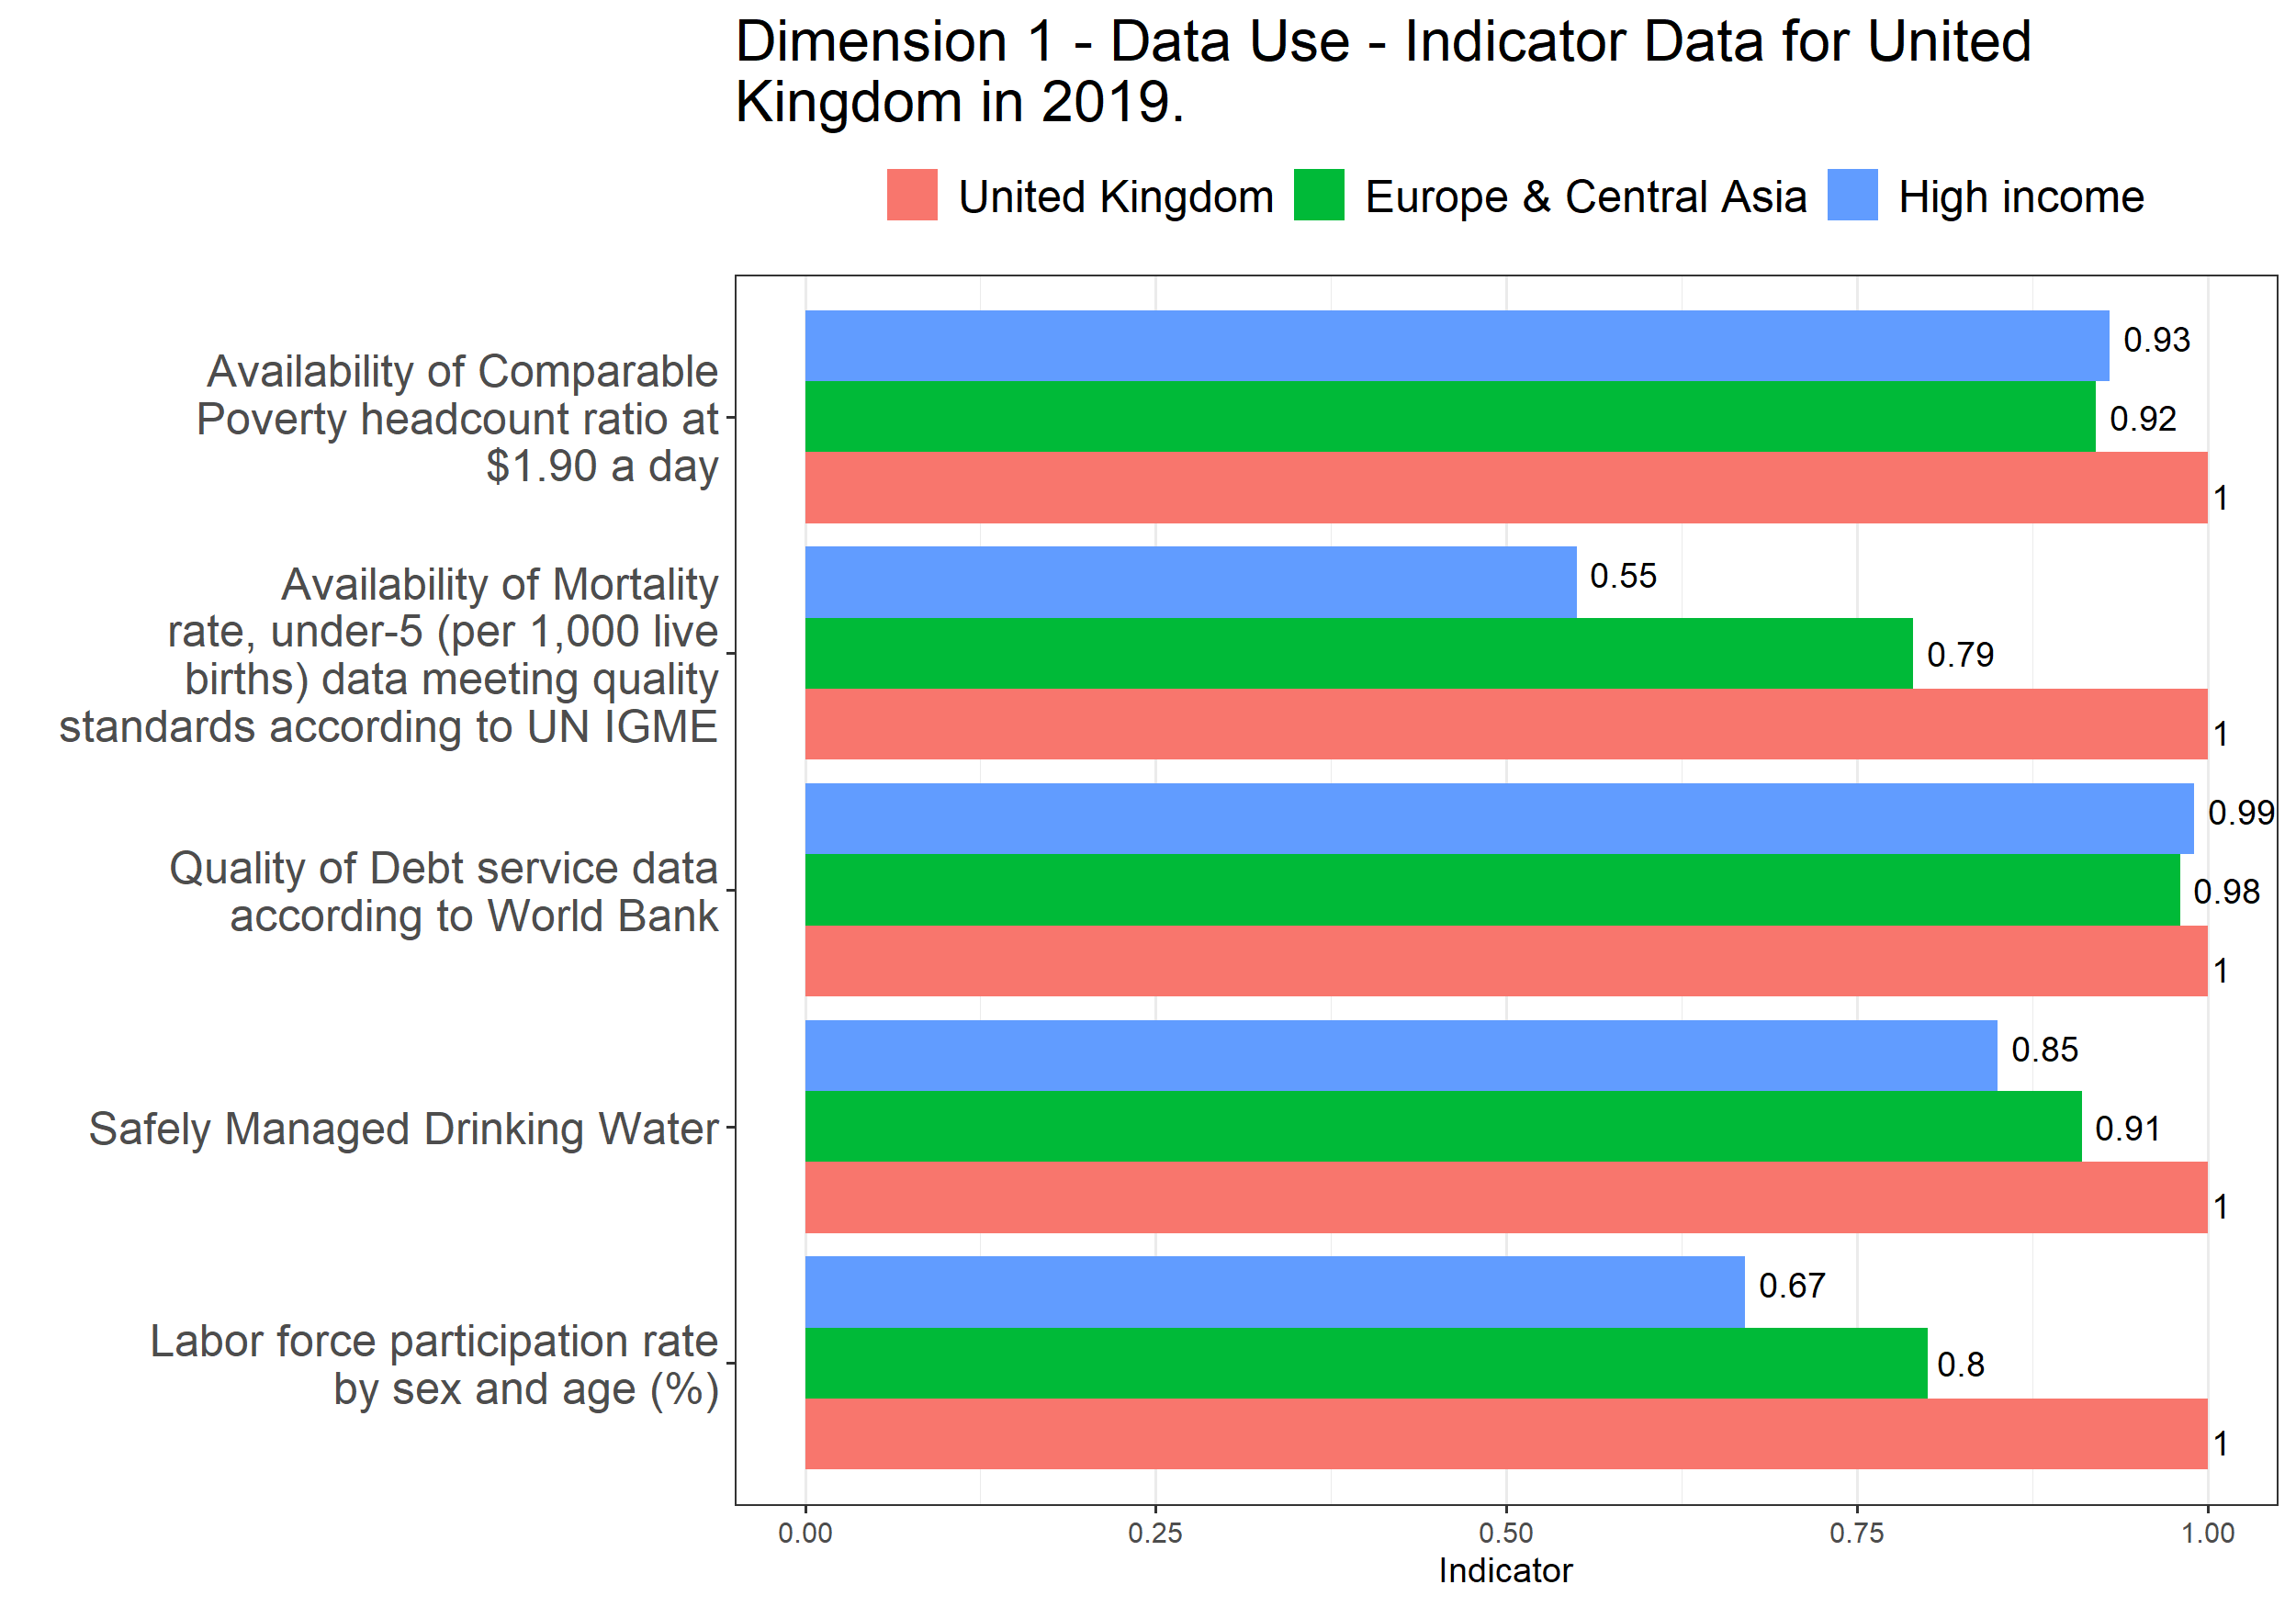 Dimension 1 - Data Use - Indicator Data for United
Kingdom in 2019.
United Kingdom
Europe & Central Asia
High income
Availability of Comparable
Poverty headcount ratio at
$1.90 a day
0.93
0.92
1
Availability of Mortality
rate, under-5 (per 1,000 live
births) data meeting quality
standards according to UN IGME
0.55
0.79
1
Quality of Debt service data
according to World Bank
0.99
0.98
1
Safely Managed Drinking Water
0.85
0.91
1
Labor force participation rate
by sex and age (%)
0.67
0.8
1
0.00
0.25
0.50
0.75
1.00
Indicator